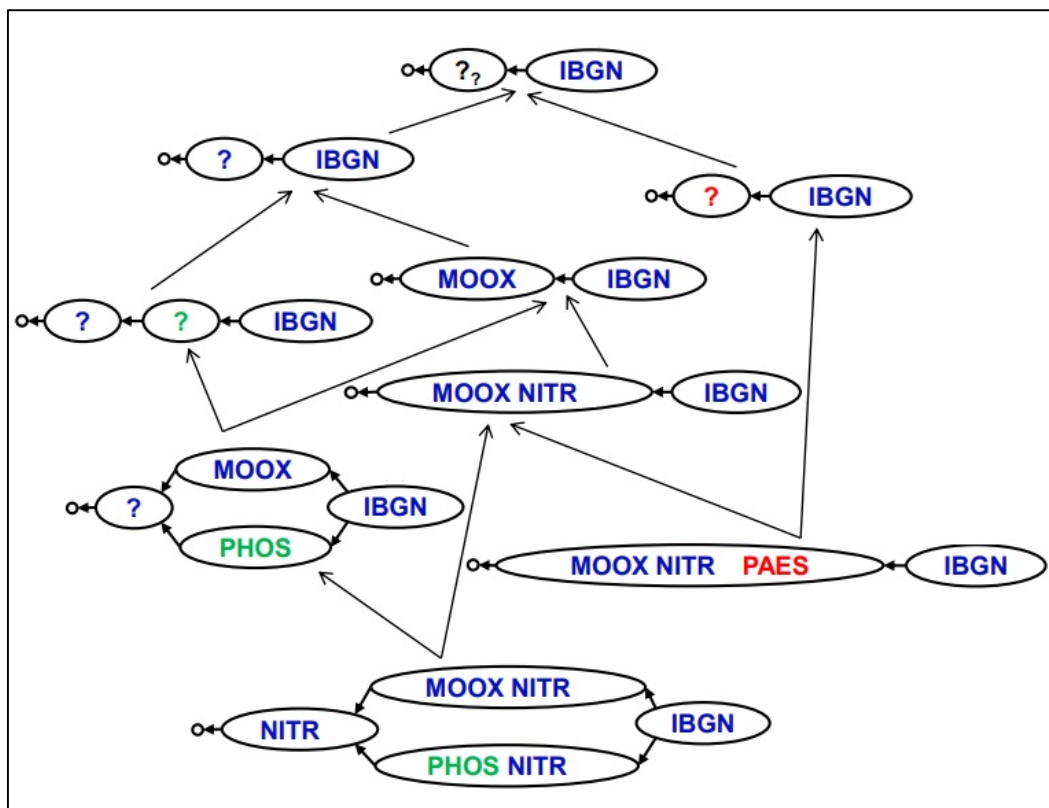 ?? IBGN
? IBGN
? IBGN
MOOX IBGN
? ? IBGN
MOOX NITR IBGN
MOOX
? IBGN
PHOS
MOOX NITR PAES IBGN
MOOX NITR
NITR IBGN
PHOS NITR